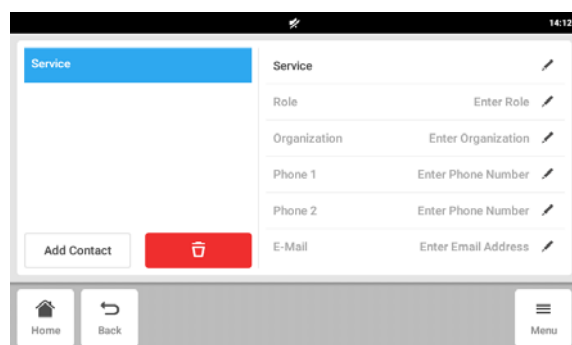 14:12
Service
Service
Role Enter Role
Organization Enter Organization
Phone 1 Enter Phone Number
Phone 2 Enter Phone Number
E-Mail Enter Email Address
Add Contact
Home Back Menu